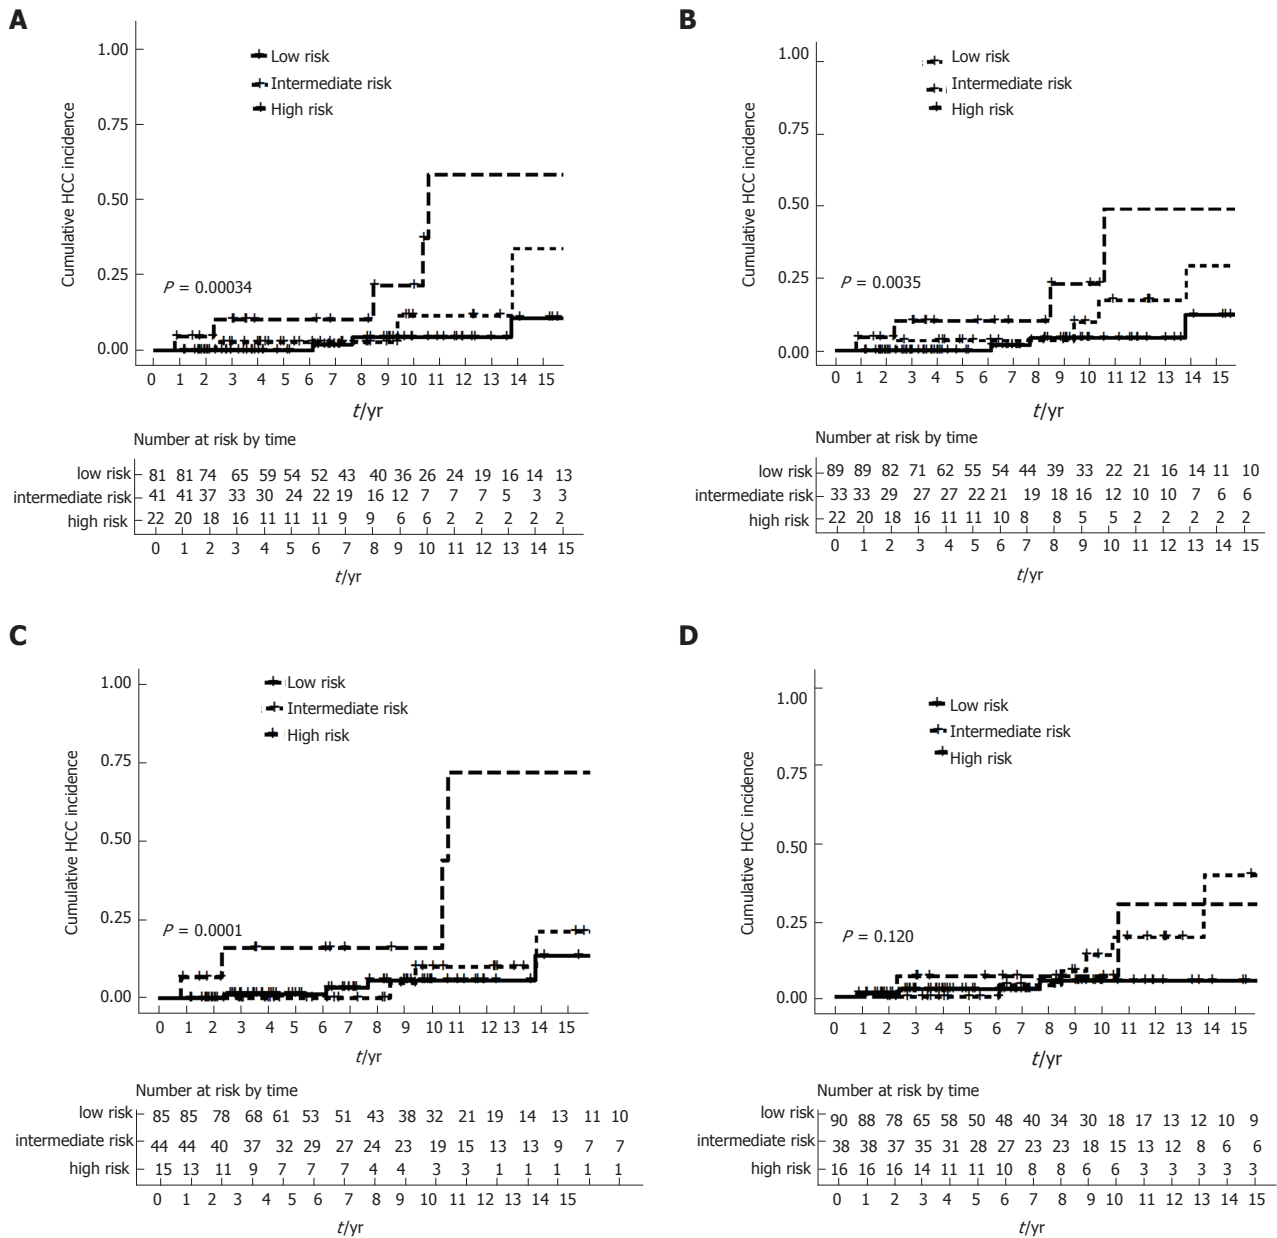 A
Cumulative HCC incidence
1.00
0.75
0.50
0.25
0.00
Low risk
Intermediate risk
High risk
P = 0.00034
0 1 2 3 4 5 6 7 8 9 10 11 12 13 14 15
t/yr
Number at risk by time
low risk 81 81 74 65 59 54 52 43 40 36 26 24 19 16 14 13
intermediate risk 41 41 37 33 30 24 22 19 16 12 7 7 7 5 3 3
high risk 22 20 18 16 11 11 11 9 9 6 6 2 2 2 2 2
0 1 2 3 4 5 6 7 8 9 10 11 12 13 14 15
t/yr
B
Cumulative HCC incidence
1.00
0.75
0.50
0.25
0.00
Low risk
Intermediate risk
High risk
P = 0.0035
0 1 2 3 4 5 6 7 8 9 10 11 12 13 14 15
t/yr
Number at risk by time
low risk 89 89 82 71 62 55 54 44 39 33 22 21 16 14 11 10
intermediate risk 33 33 29 27 27 22 21 19 18 16 12 10 10 7 6 6
high risk 22 20 18 16 11 11 10 8 8 5 5 2 2 2 2 2
0 1 2 3 4 5 6 7 8 9 10 11 12 13 14 15
t/yr
C
Cumulative HCC incidence
1.00
0.75
0.50
0.25
0.00
Low risk
Intermediate risk
High risk
P = 0.0001
0 1 2 3 4 5 6 7 8 9 10 11 12 13 14 15
t/yr
Number at risk by time
low risk 85 85 78 68 61 53 51 43 38 32 21 19 14 13 11 10
intermediate risk 44 44 40 37 32 29 27 24 23 19 15 13 13 9 7 7
high risk 15 13 11 9 7 7 7 4 4 3 3 1 1 1 1 1
0 1 2 3 4 5 6 7 8 9 10 11 12 13 14 15
t/yr
D
Cumulative HCC incidence
1.00
0.75
0.50
0.25
0.00
Low risk
Intermediate risk
High risk
P = 0.120
0 1 2 3 4 5 6 7 8 9 10 11 12 13 14 15
t/yr
Number at risk by time
low risk 90 88 78 65 58 50 48 40 34 30 18 17 13 12 10 9
intermediate risk 38 38 37 35 31 28 27 23 23 18 15 13 12 8 6 6
high risk 16 16 16 14 11 11 10 8 8 6 6 3 3 3 3 3
0 1 2 3 4 5 6 7 8 9 10 11 12 13 14 15
t/yr